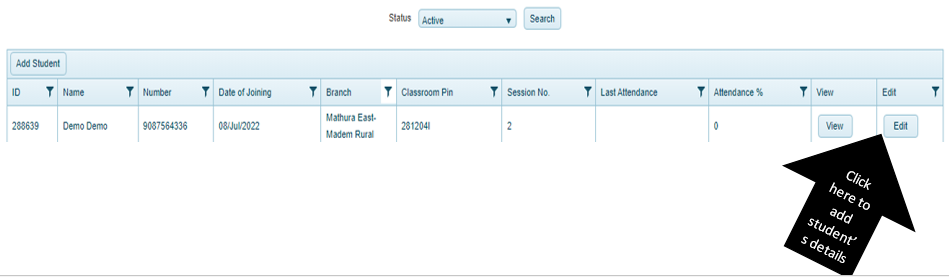 Status Active Search
Add Student
ID Name Number Date of Joining Branch Classroom Pin Session No. Last Attendance Attendance % View Edit
288639 Demo Demo 9087564336 08/Jul/2022 Mathura East- 281204I 2 0 View Edit
Madem Rural
Click
here to
add
student’
s details